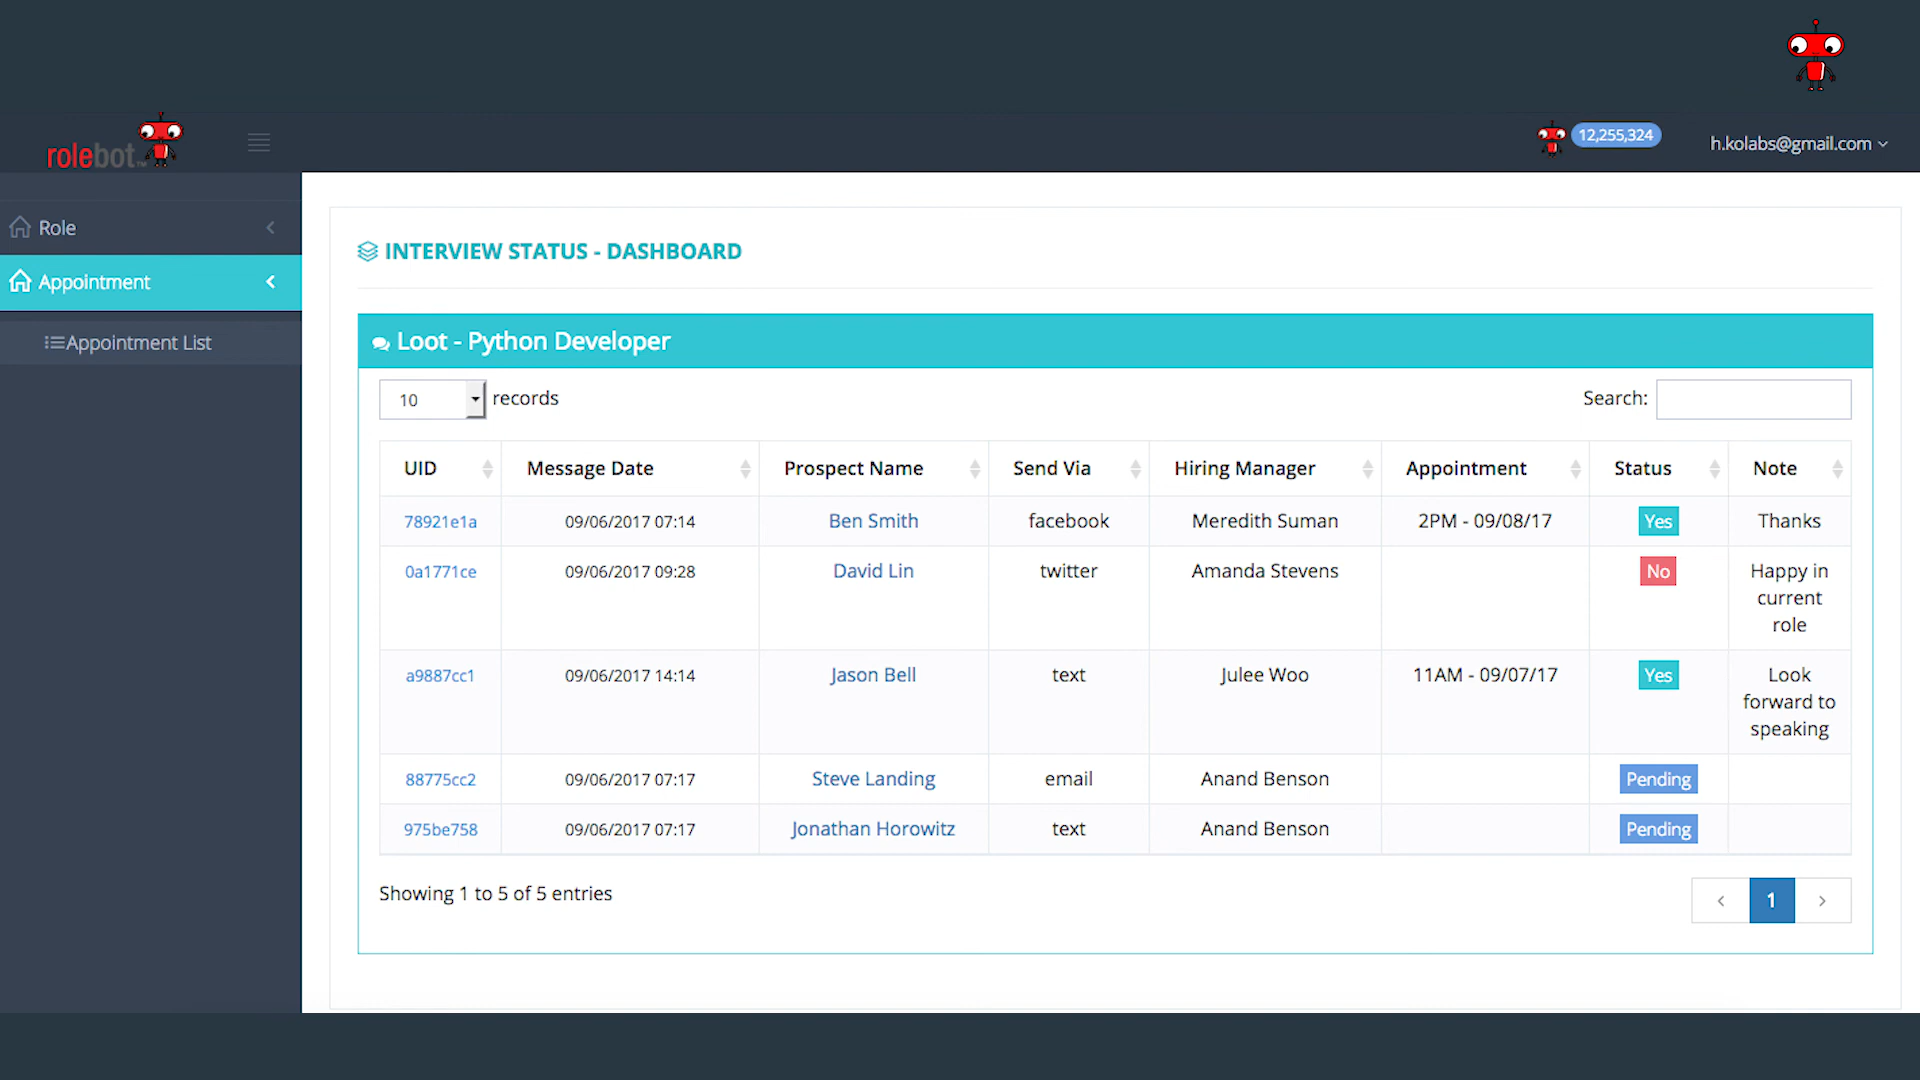 rolebot™
12,255,324
h.kolabs@gmail.com
Role
Appointment
Appointment List
INTERVIEW STATUS - DASHBOARD
Loot - Python Developer
10 records
Search:
UID Message Date Prospect Name Send Via Hiring Manager Appointment Status Note
78921e1a 09/06/2017 07:14 Ben Smith facebook Meredith Suman 2PM - 09/08/17 Yes Thanks
0a1771ce 09/06/2017 09:28 David Lin twitter Amanda Stevens No Happy in
current
role
a9887cc1 09/06/2017 14:14 Jason Bell text Julee Woo 11AM - 09/07/17 Yes Look
forward to
speaking
88775cc2 09/06/2017 07:17 Steve Landing email Anand Benson Pending
975be758 09/06/2017 07:17 Jonathan Horowitz text Anand Benson Pending
Showing 1 to 5 of 5 entries
1